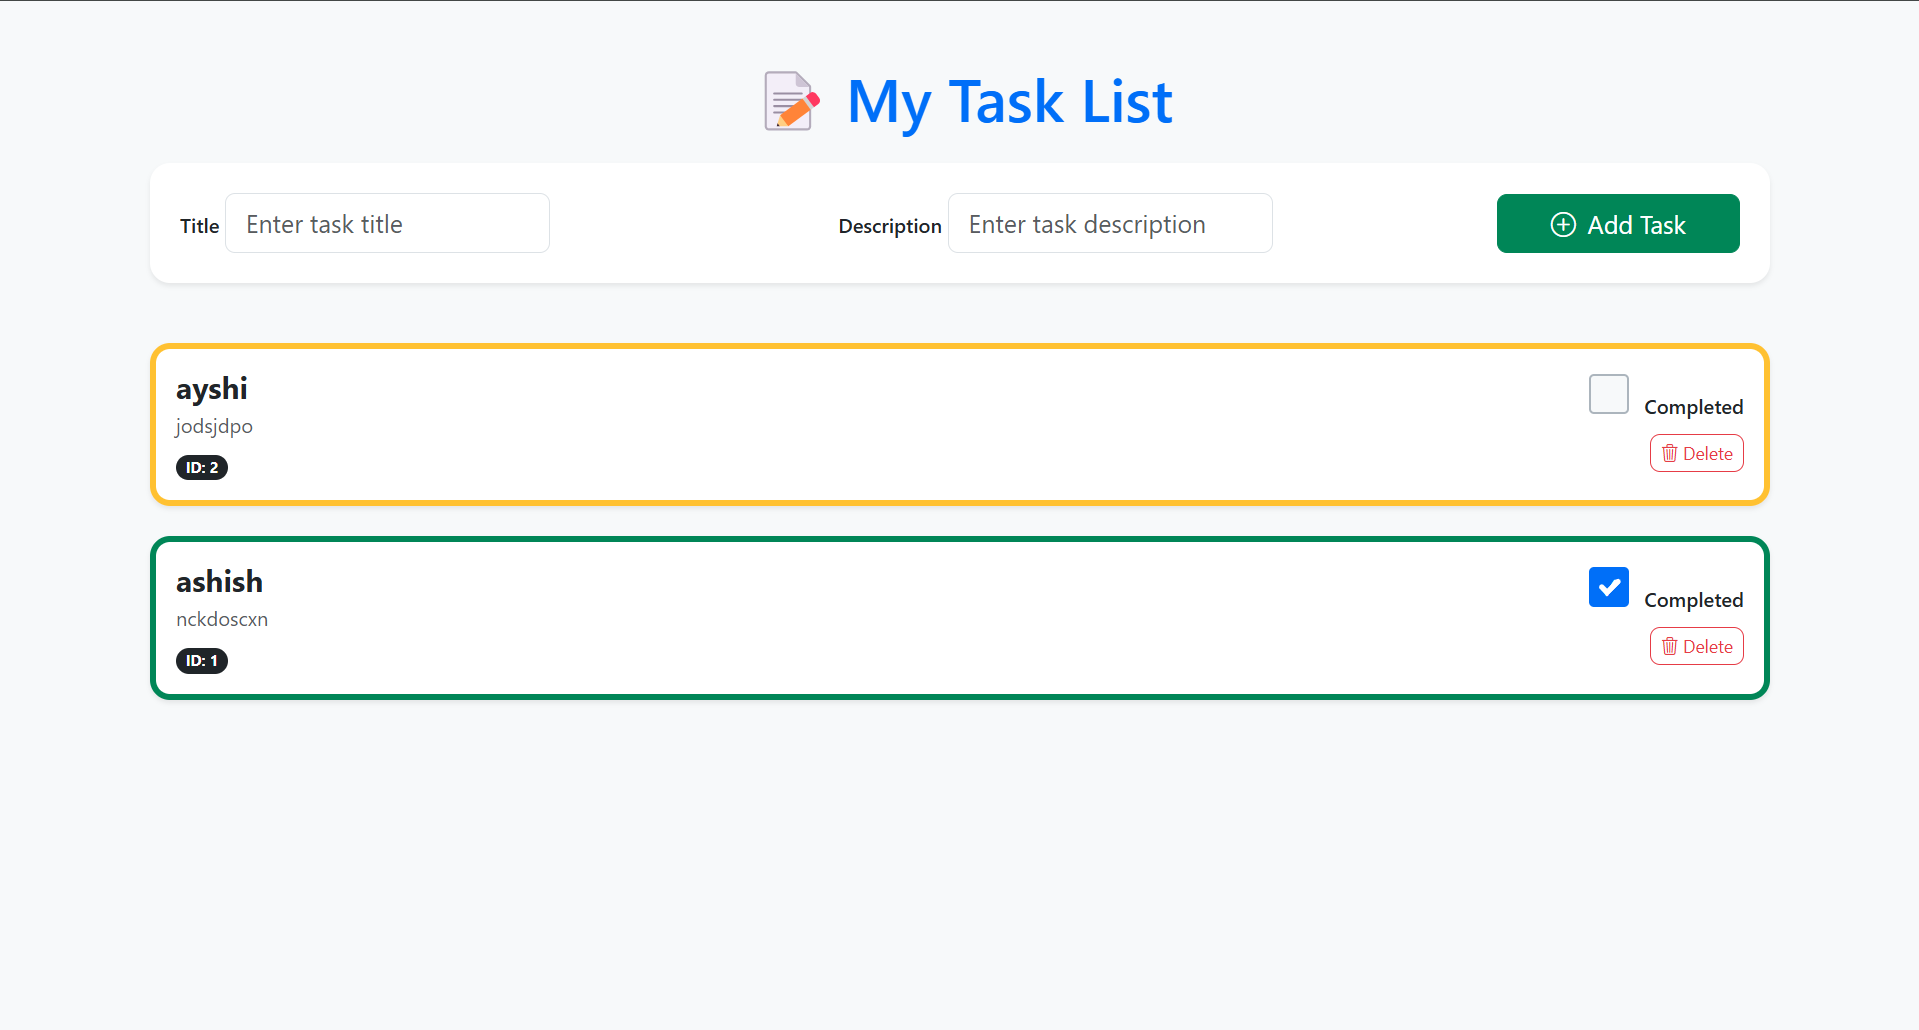 My Task List
Title Enter task title Description Enter task description Add Task
ayshi
jodsjdpo
ID: 2
Completed
Delete
ashish
nckdoscxn
ID: 1
Completed
Delete